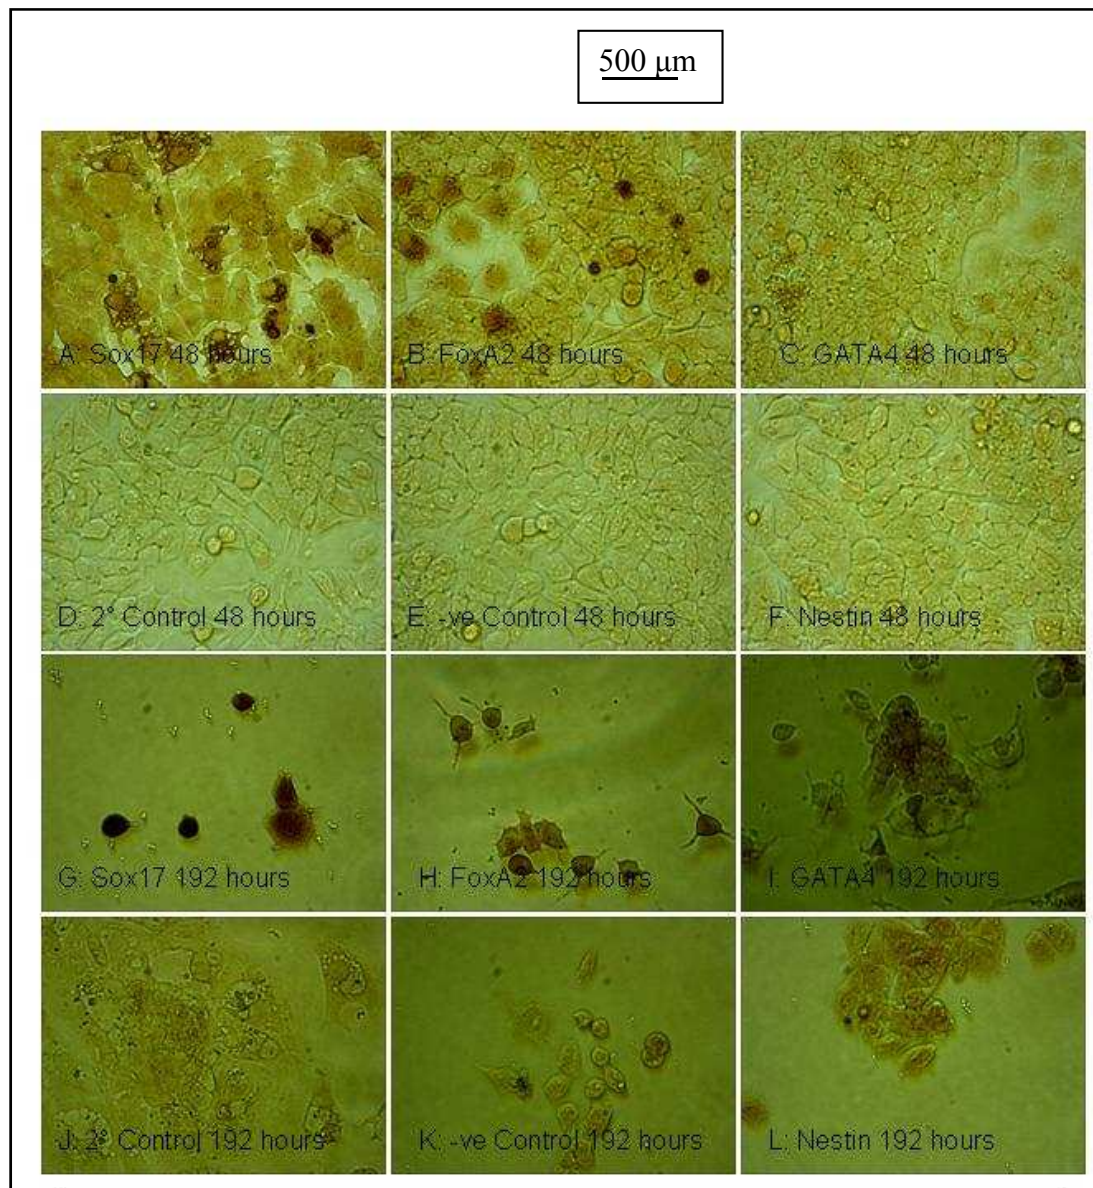 500 μm
A: Sox17 48 hours
B: FoxA2 48 hours
C: GATA4 48 hours
D: 2° Control 48 hours
E: -ve Control 48 hours
F: Nestin 48 hours
G: Sox17 192 hours
H: FoxA2 192 hours
I: GATA4 192 hours
J: 2° Control 192 hours
K: -ve Control 192 hours
L: Nestin 192 hours